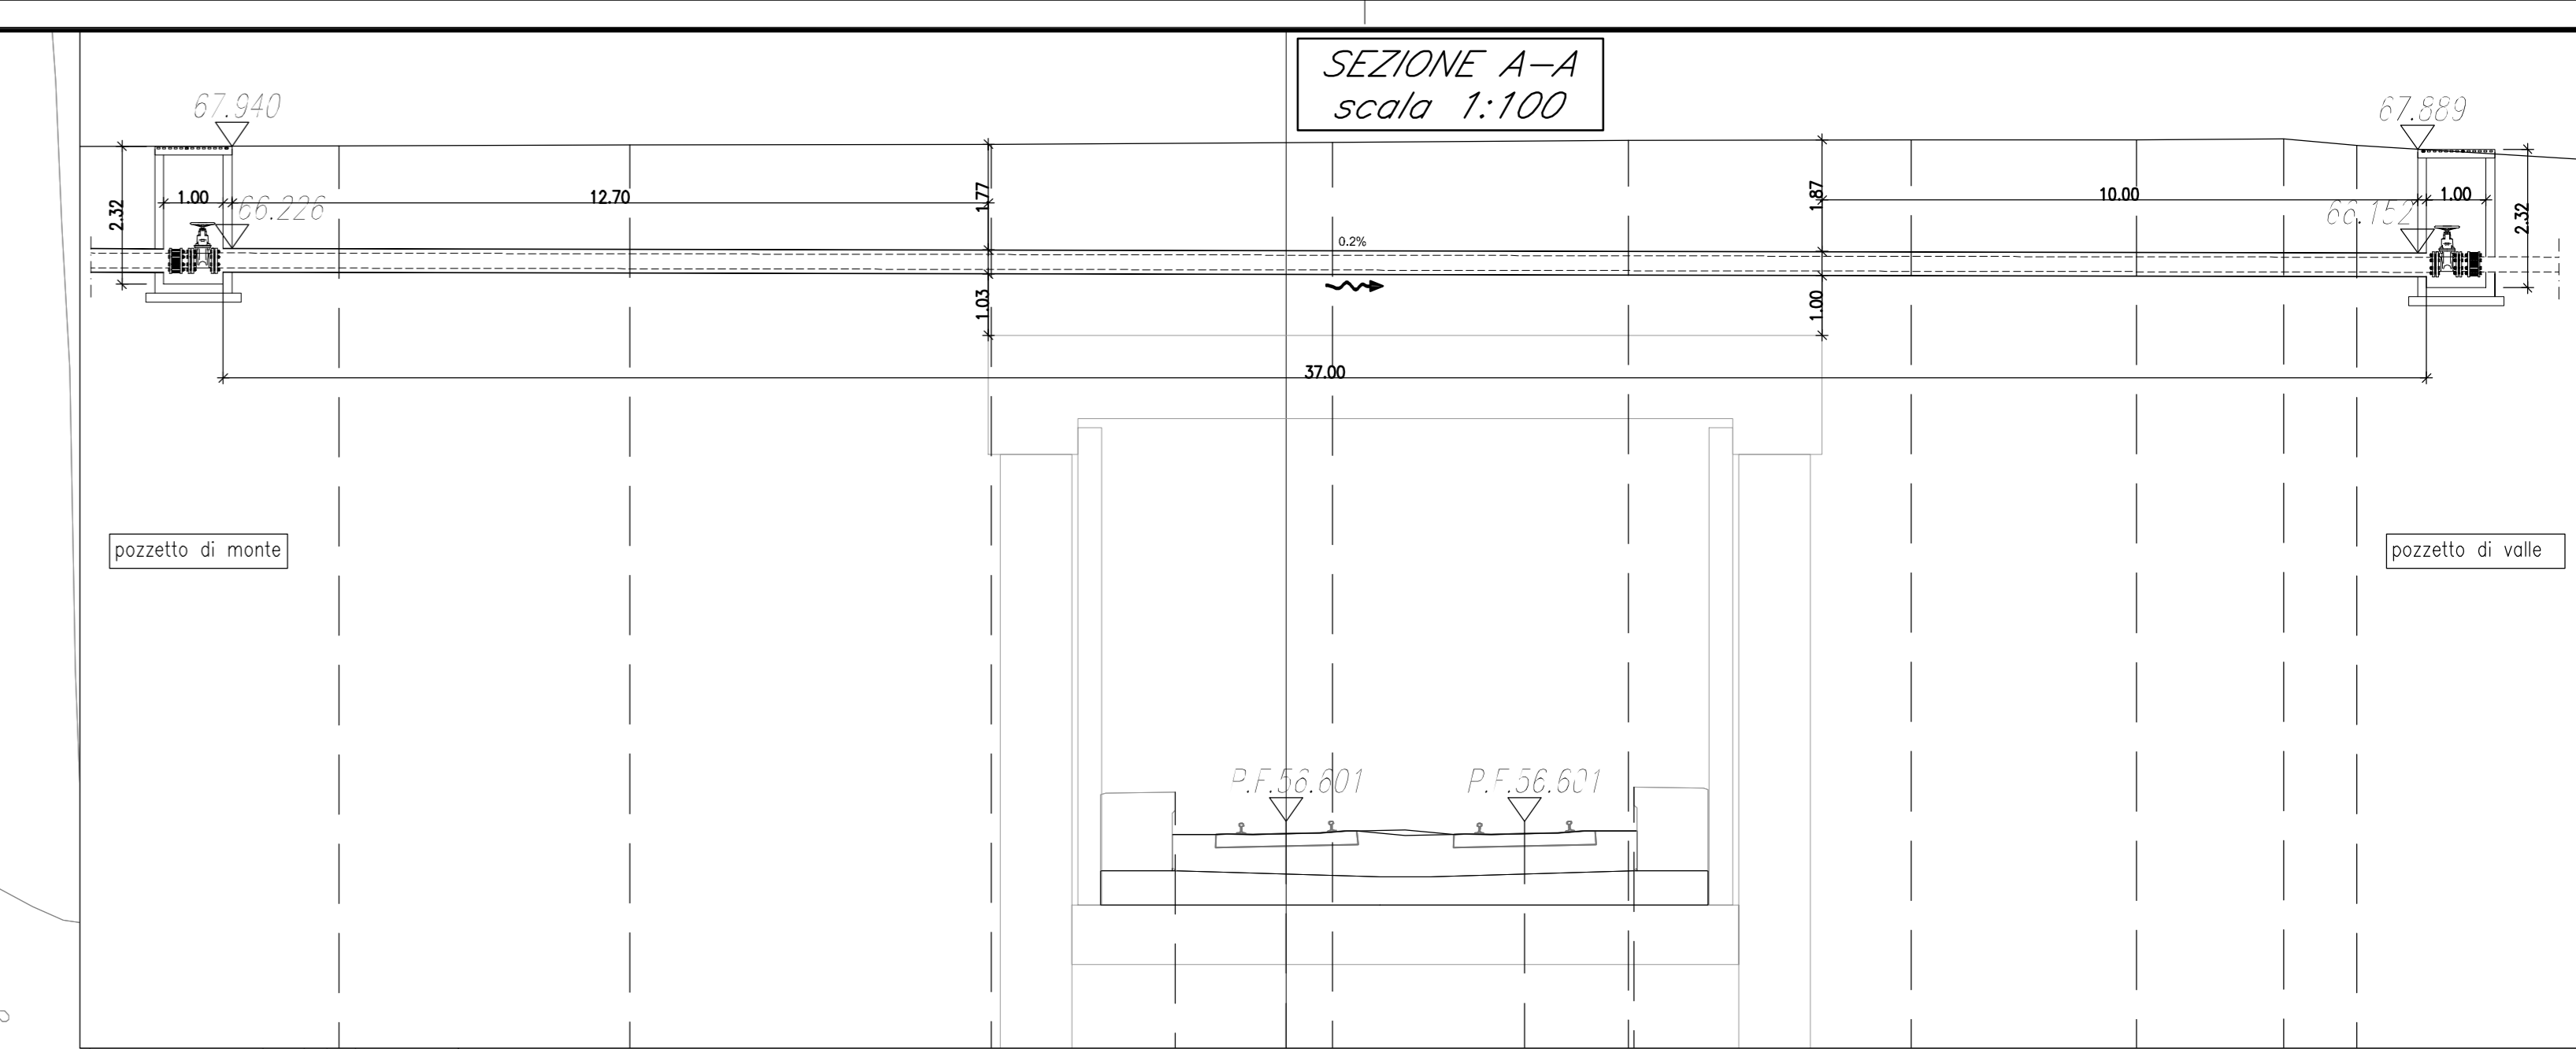 SEZIONE A-A
scala 1:100
67.940
67.889
2.32
1.00
66.226
12.70
1.77
1.87
10.00
66.152
1.00
2.32
0.2%
1.03
1.00
37.00
pozzetto di monte
pozzetto di valle
P.F.56.601
P.F.56.601